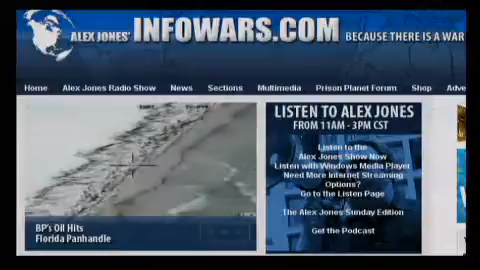 ALEX JONES' INFOWARS.COM BECAUSE THERE IS A WAR
Home Alex Jones Radio Show News Sections Multimedia Prison Planet Forum Shop Adve
LISTEN TO ALEX JONES
FROM 11AM - 3PM CST
Listen to the
Alex Jones Show Now
Listen with Windows Media Player
Need More Internet Streaming
Options?
Go to the Listen Page
The Alex Jones Sunday Edition
Get the Podcast
BP's Oil Hits
Florida Panhandle